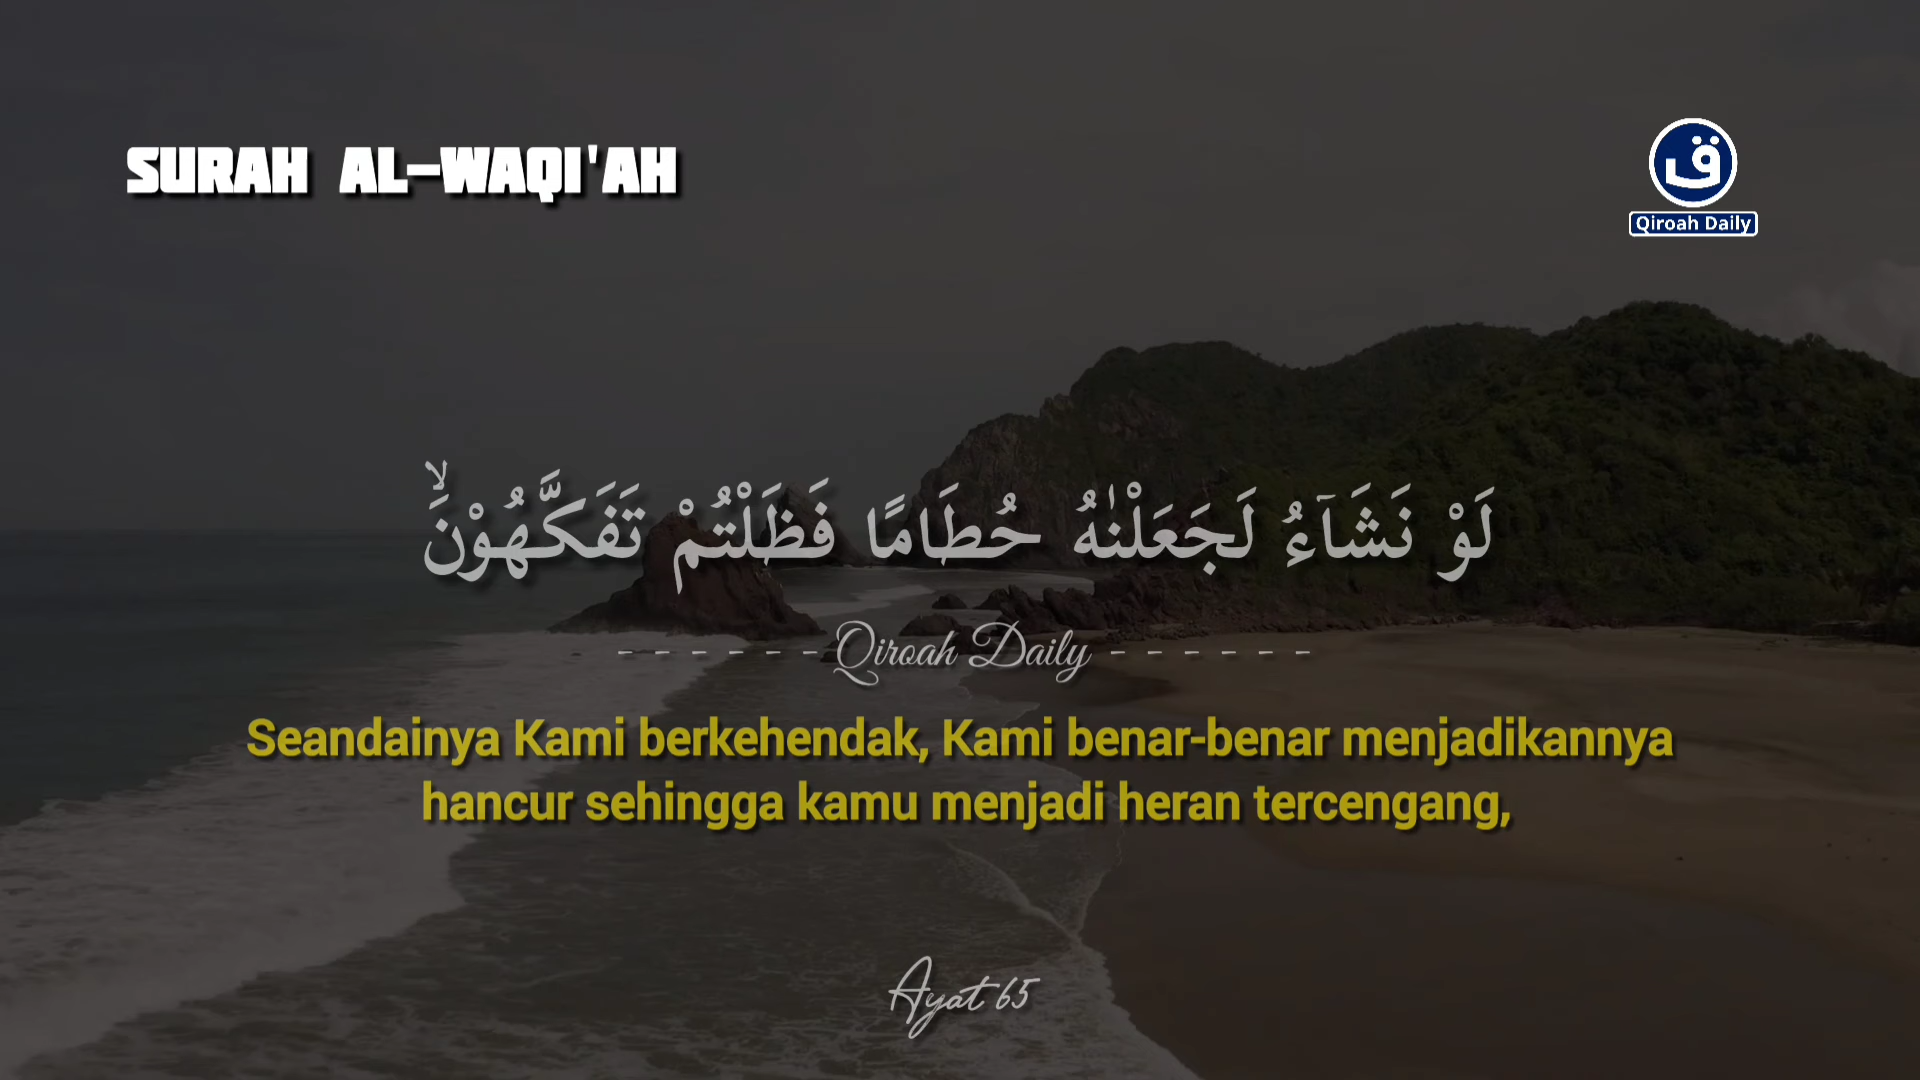 SURAH AL-WAQI'AH
ق
Qiroah Daily
لَوْ نَشَاۤءُ لَجَعَلْنٰهُ حُطَامًا فَظَلْتُمْ تَفَكَّهُوْنَۙ
------Qiroah Daily------
Seandainya Kami berkehendak, Kami benar-benar menjadikannya
hancur sehingga kamu menjadi heran tercengang,
Ayat 65